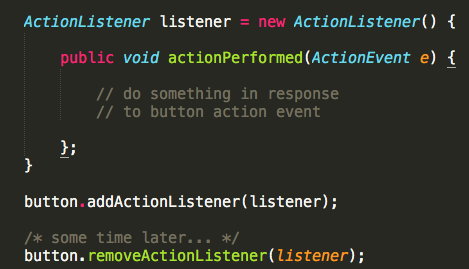 ActionListener listener = new ActionListener() {
public void actionPerformed(ActionEvent e) {
// do something in response
// to button action event
};
}
button.addActionListener(listener);
/* some time later... */
button.removeActionListener(listener);